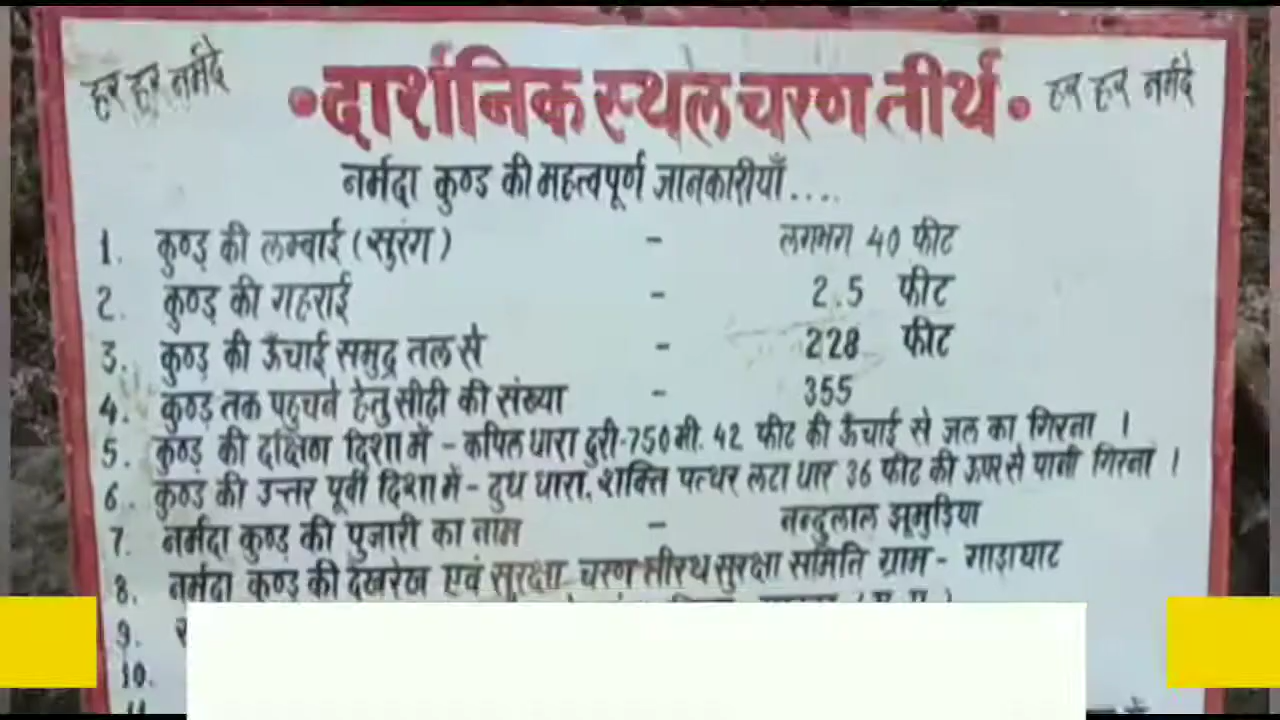 हर हर नर्मदे
• दार्शनिक स्थल चरण तीर्थ •
हर हर नर्मदे
नर्मदा कुण्ड की महत्वपूर्ण जानकारीयाँ....
1. कुण्ड की लम्बाई (सुरंग) - लगभग 40 फीट
2. कुण्ड की गहराई - 2.5 फीट
3. कुण्ड की ऊँचाई समुद्र तल से - 228 फीट
4. कुण्ड तक पहुचने हेतु सीढ़ी की संख्या - 355
5. कुण्ड की दक्षिण दिशा में - कपिल धारा दुरी-750 मी. 42 फीट की ऊँचाई से जल का गिरना ।
6. कुण्ड की उत्तर पूर्वी दिशा में - दुध धारा, शक्ति पत्थर लटा धार 36 फीट की ऊपर से पानी गिरना ।
7. नर्मदा कुण्ड की पुजारी का नाम - नन्दुलाल झूमुडिया
8. नर्मदा कुण्ड की देखरेख एवं सुरक्षा चरण तीरथ सुरक्षा समिति ग्राम - गाड़ाघाट
9.
10.